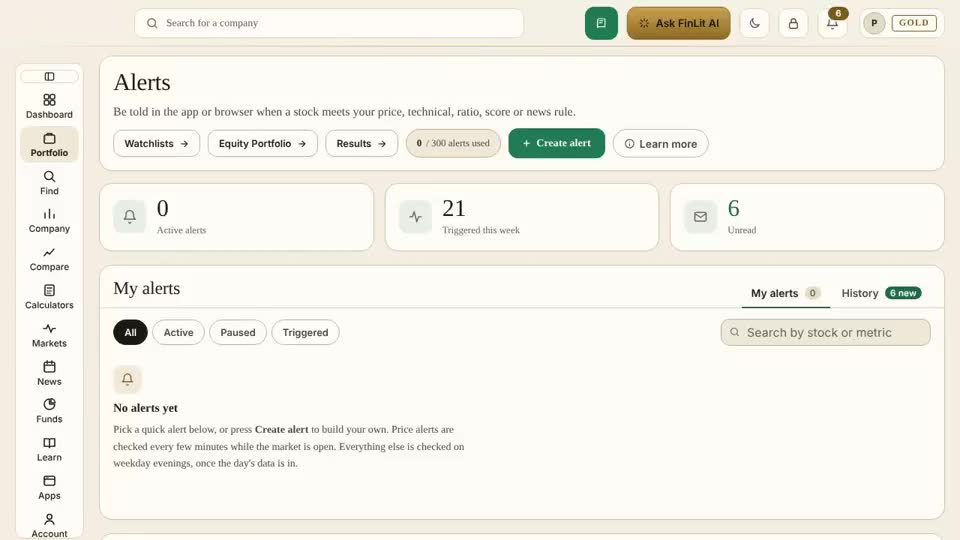 Search for a company
Ask FinLit AI
6
P
GOLD
Dashboard
Portfolio
Find
Company
Compare
Calculators
Markets
News
Funds
Learn
Apps
Account
Alerts
Be told in the app or browser when a stock meets your price, technical, ratio, score or news rule.
Watchlists →
Equity Portfolio →
Results →
0 / 300 alerts used
+ Create alert
Learn more
0
Active alerts
21
Triggered this week
6
Unread
My alerts
My alerts 0
History 6 new
All
Active
Paused
Triggered
Search by stock or metric
No alerts yet
Pick a quick alert below, or press Create alert to build your own. Price alerts are
checked every few minutes while the market is open. Everything else is checked on
weekday evenings, once the day's data is in.